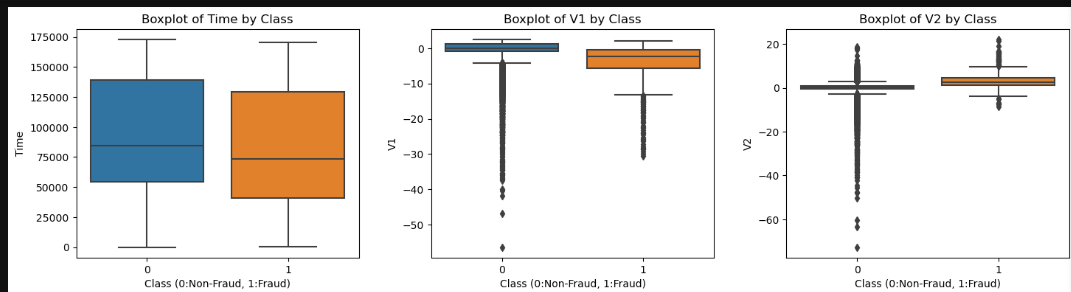 Boxplot of Time by Class
175000
150000
125000
100000
75000
50000
25000
0
Time
0 1
Class (0:Non-Fraud, 1:Fraud)
Boxplot of V1 by Class
0
−10
−20
−30
−40
−50
V1
0 1
Class (0:Non-Fraud, 1:Fraud)
Boxplot of V2 by Class
20
0
−20
−40
−60
V2
0 1
Class (0:Non-Fraud, 1:Fraud)